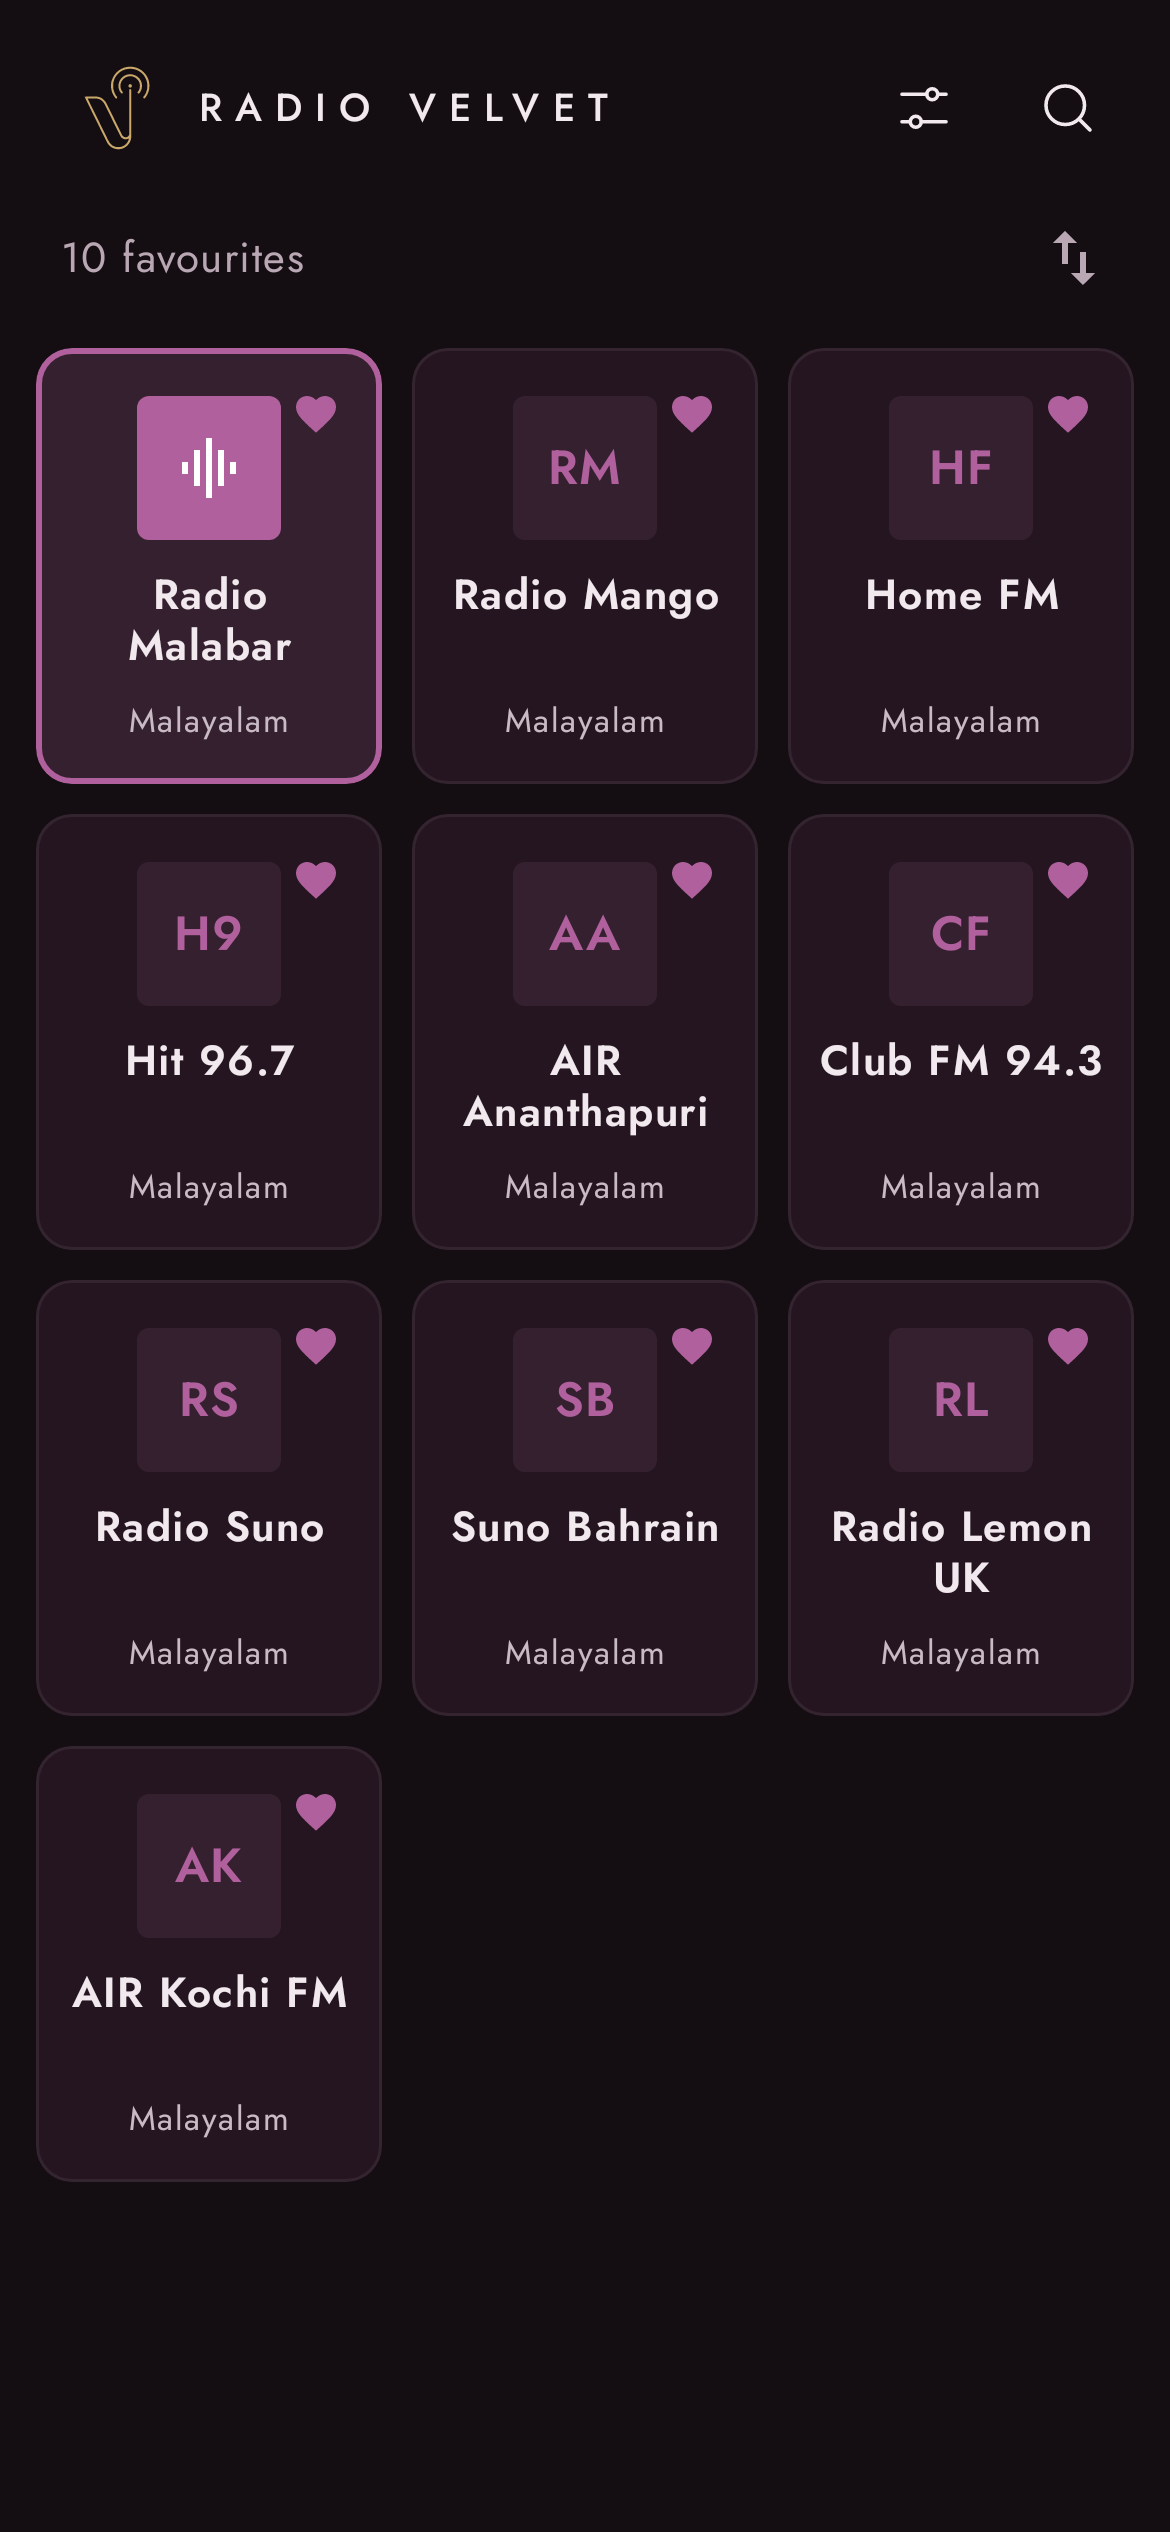 RADIO VELVET
10 favourites
Radio
Malabar
Malayalam
RM
Radio Mango
Malayalam
HF
Home FM
Malayalam
H9
Hit 96.7
Malayalam
AA
AIR
Ananthapuri
Malayalam
CF
Club FM 94.3
Malayalam
RS
Radio Suno
Malayalam
SB
Suno Bahrain
Malayalam
RL
Radio Lemon
UK
Malayalam
AK
AIR Kochi FM
Malayalam